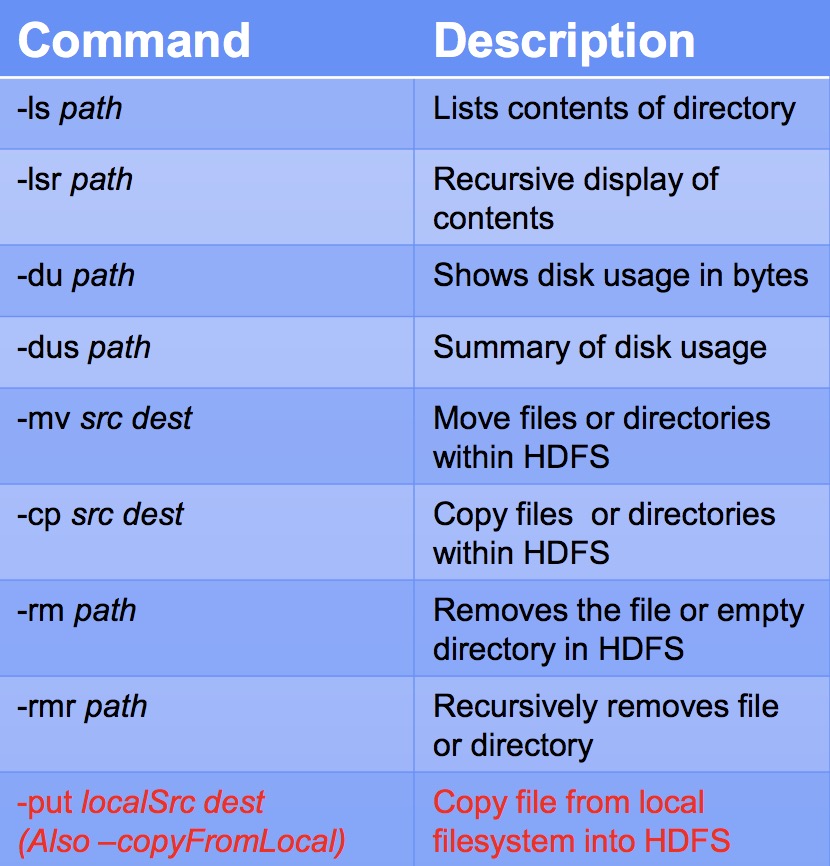 Command Description
-ls path Lists contents of directory
-lsr path Recursive display of
contents
-du path Shows disk usage in bytes
-dus path Summary of disk usage
-mv src dest Move files or directories
within HDFS
-cp src dest Copy files  or directories
within HDFS
-rm path Removes the file or empty
directory in HDFS
-rmr path Recursively removes file
or directory
-put localSrc dest Copy file from local
(Also –copyFromLocal) filesystem into HDFS